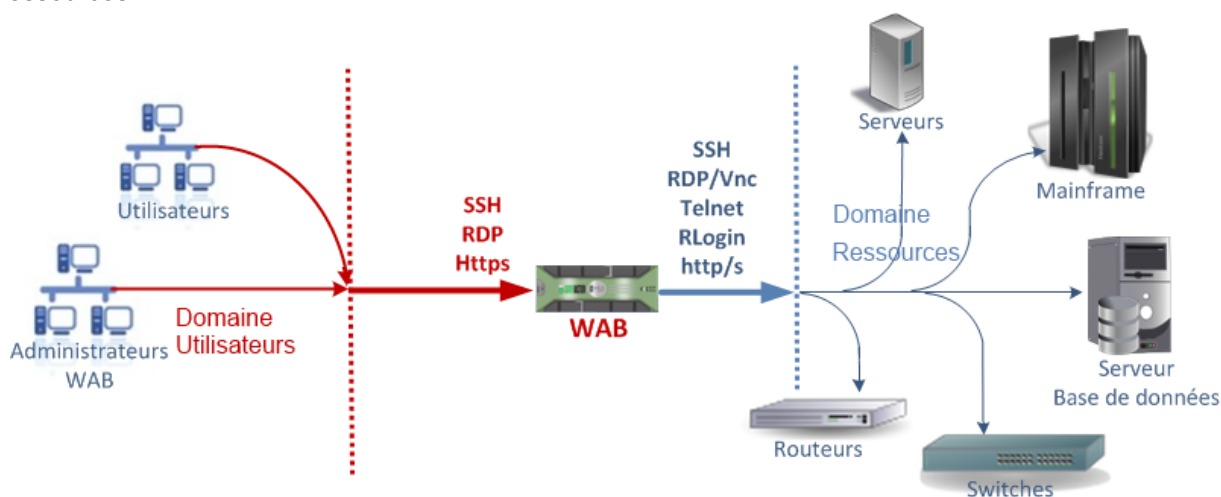 Utilisateurs
Administrateurs
WAB
Domaine
Utilisateurs
SSH
RDP
Https
WAB
SSH
RDP/Vnc
Telnet
RLogin
http/s
Domaine
Ressources
Serveurs
Mainframe
Serveur
Base de données
Routeurs
Switches